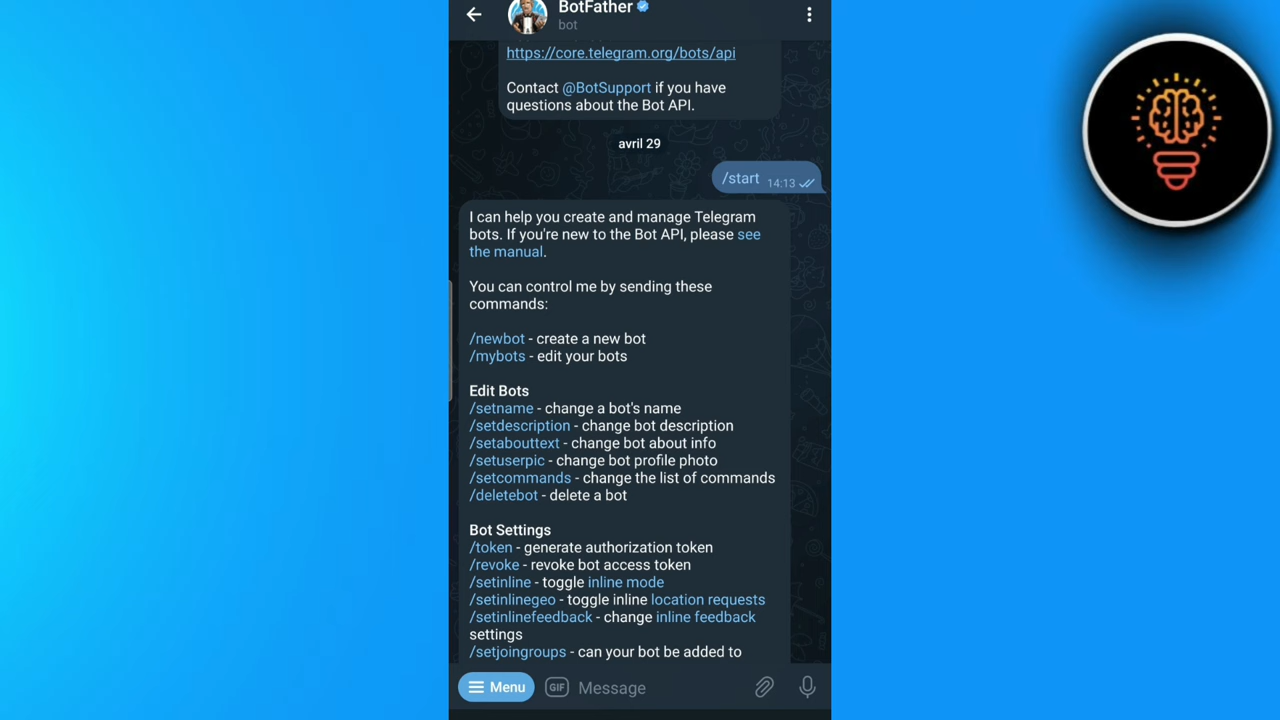 BotFather
bot
https://core.telegram.org/bots/api
Contact @BotSupport if you have
questions about the Bot API.
avril 29
/start 14:13
I can help you create and manage Telegram
bots. If you're new to the Bot API, please see
the manual.
You can control me by sending these
commands:
/newbot - create a new bot
/mybots - edit your bots
Edit Bots
/setname - change a bot's name
/setdescription - change bot description
/setabouttext - change bot about info
/setuserpic - change bot profile photo
/setcommands - change the list of commands
/deletebot - delete a bot
Bot Settings
/token - generate authorization token
/revoke - revoke bot access token
/setinline - toggle inline mode
/setinlinegeo - toggle inline location requests
/setinlinefeedback - change inline feedback
settings
/setjoingroups - can your bot be added to
Menu GIF Message